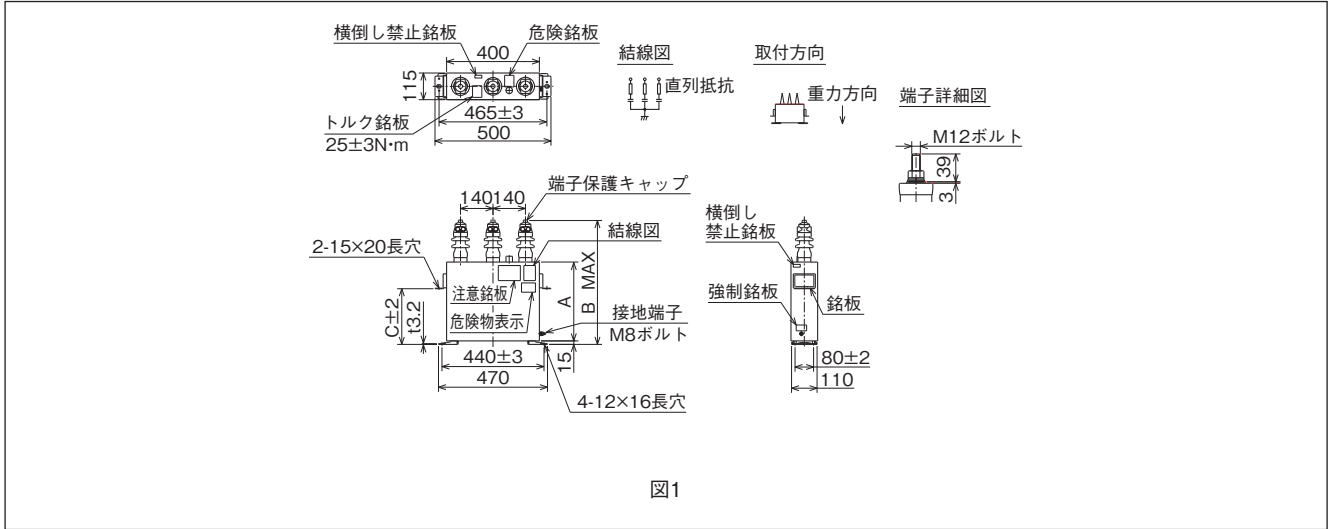 横倒し禁止銘板
危険銘板
400
115
465±3
500
トルク銘板
25±3N·m
結線図
直列抵抗
取付方向
重力方向
端子詳細図
M12ボルト
39
3
140
140
端子保護キャップ
結線図
2-15×20長穴
注意銘板
危険物表示
A
B MAX
C±2
t3.2
接地端子
M8ボルト
440±3
470
15
4-12×16長穴
横倒し
禁止銘板
強制銘板
銘板
80±2
110
図1